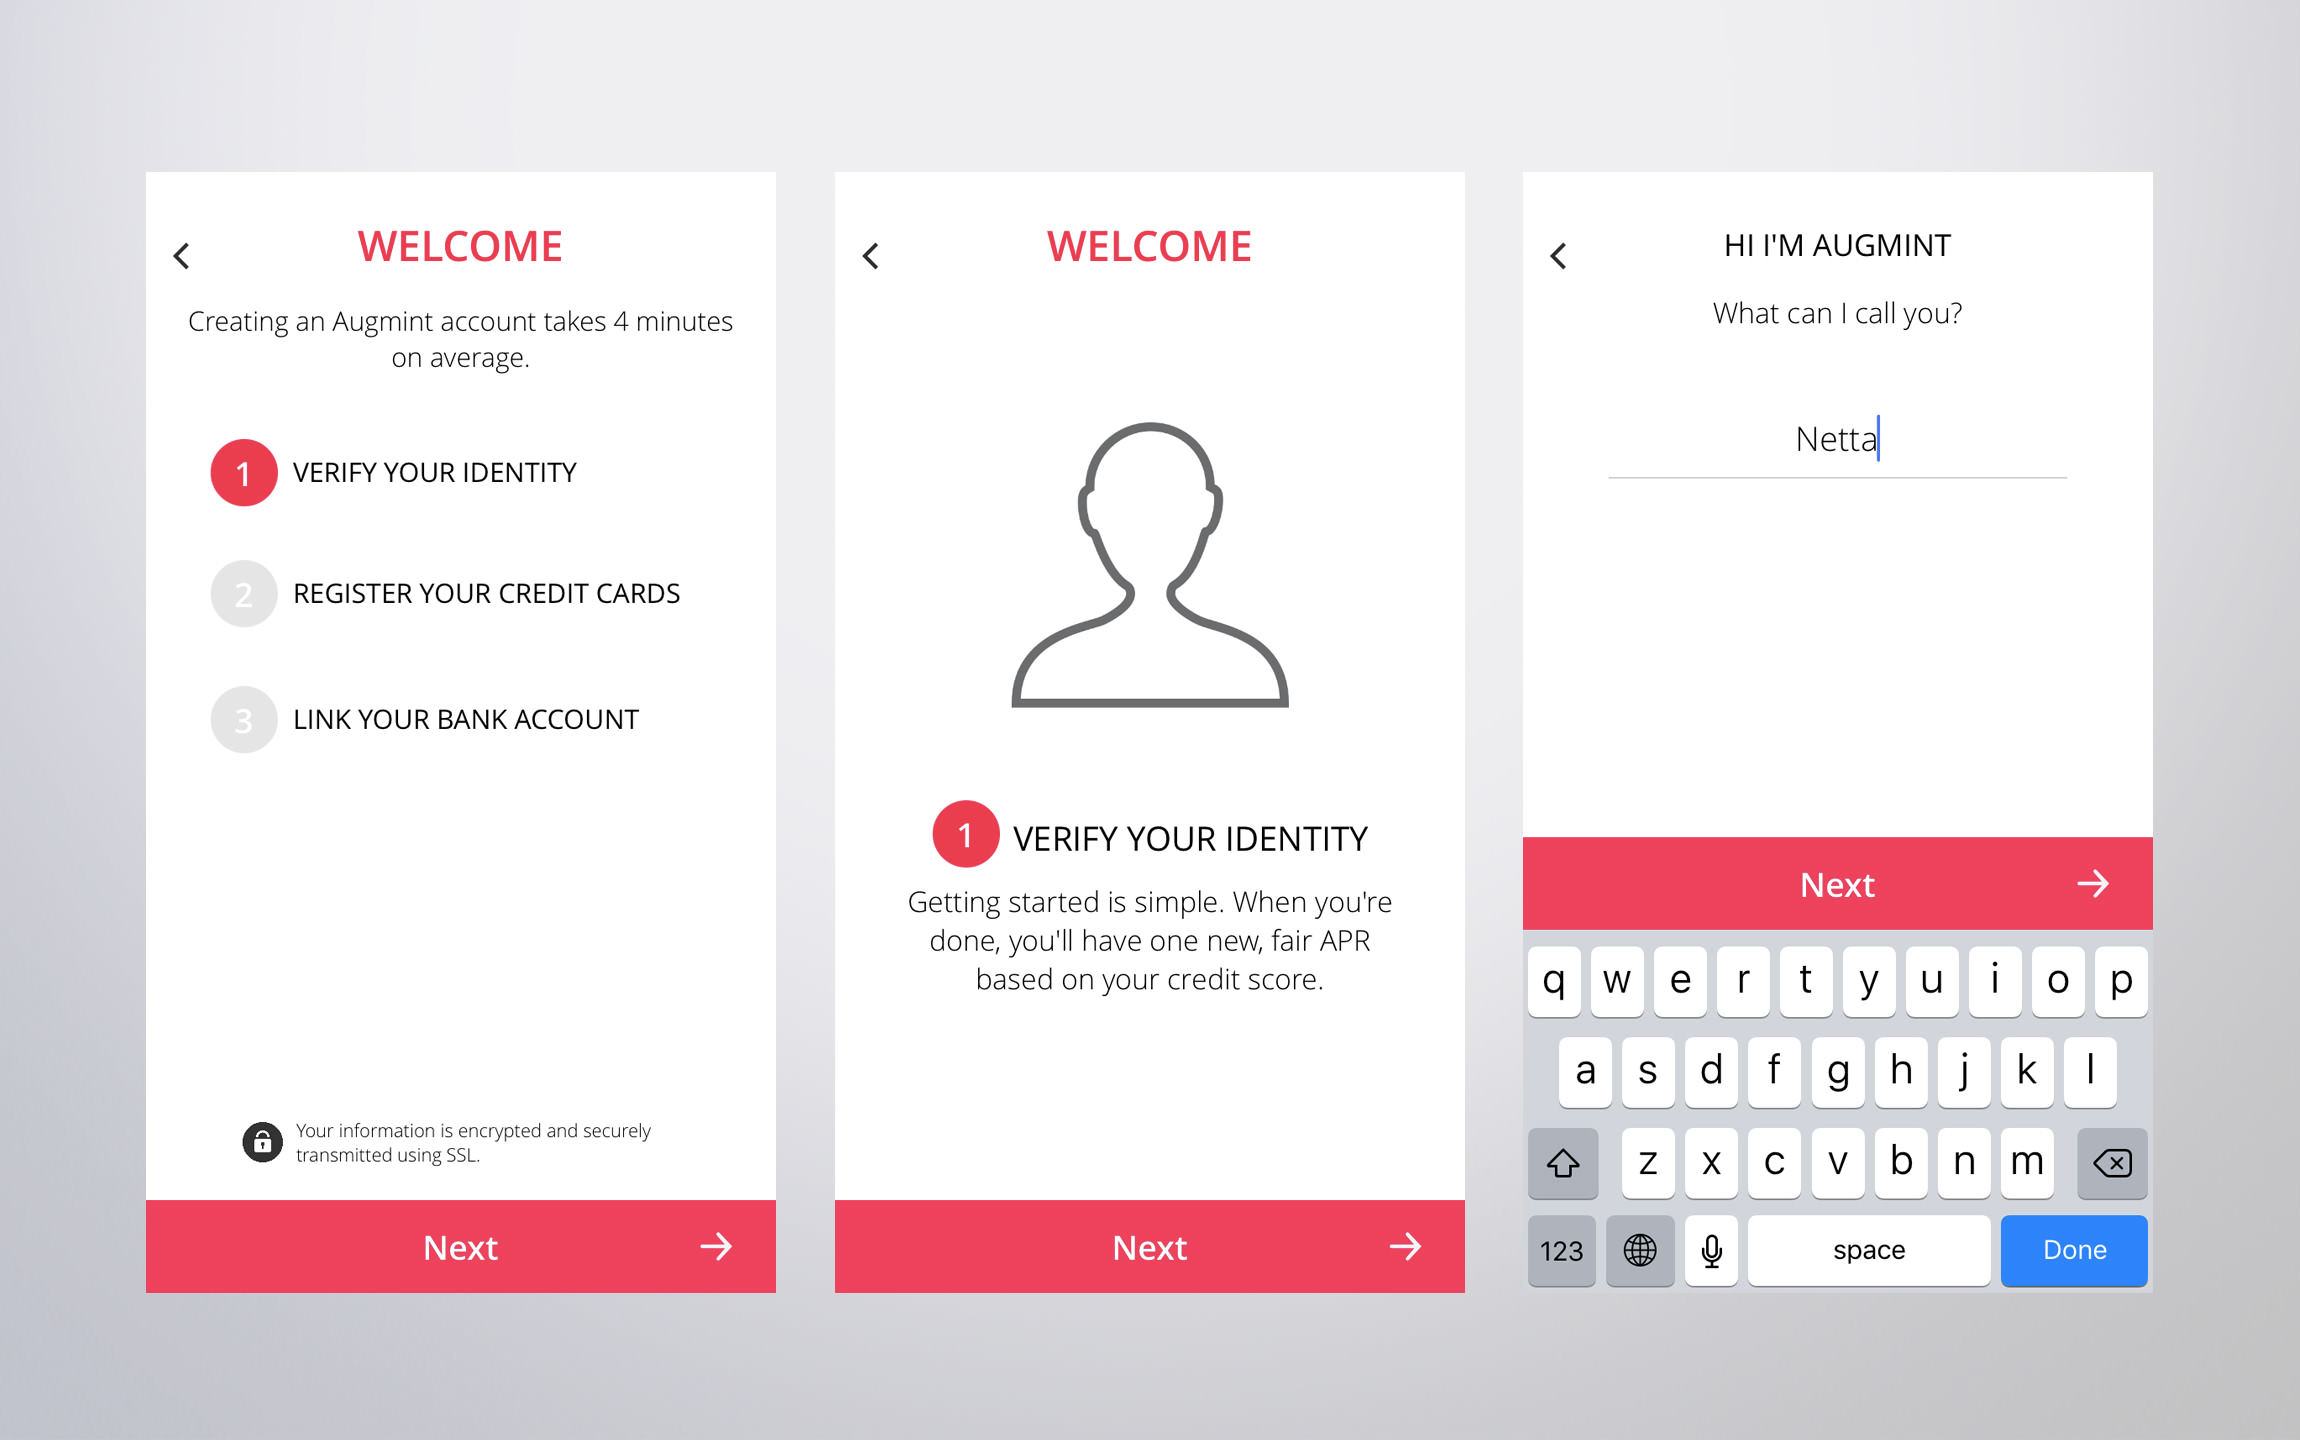 WELCOME
Creating an Augmint account takes 4 minutes
on average.
1 VERIFY YOUR IDENTITY
2 REGISTER YOUR CREDIT CARDS
3 LINK YOUR BANK ACCOUNT
Your information is encrypted and securely
transmitted using SSL.
Next
WELCOME
1 VERIFY YOUR IDENTITY
Getting started is simple. When you're
done, you'll have one new, fair APR
based on your credit score.
Next
HI I'M AUGMINT
What can I call you?
Netta
Next
q w e r t y u i o p
a s d f g h j k l
z x c v b n m
123 space Done